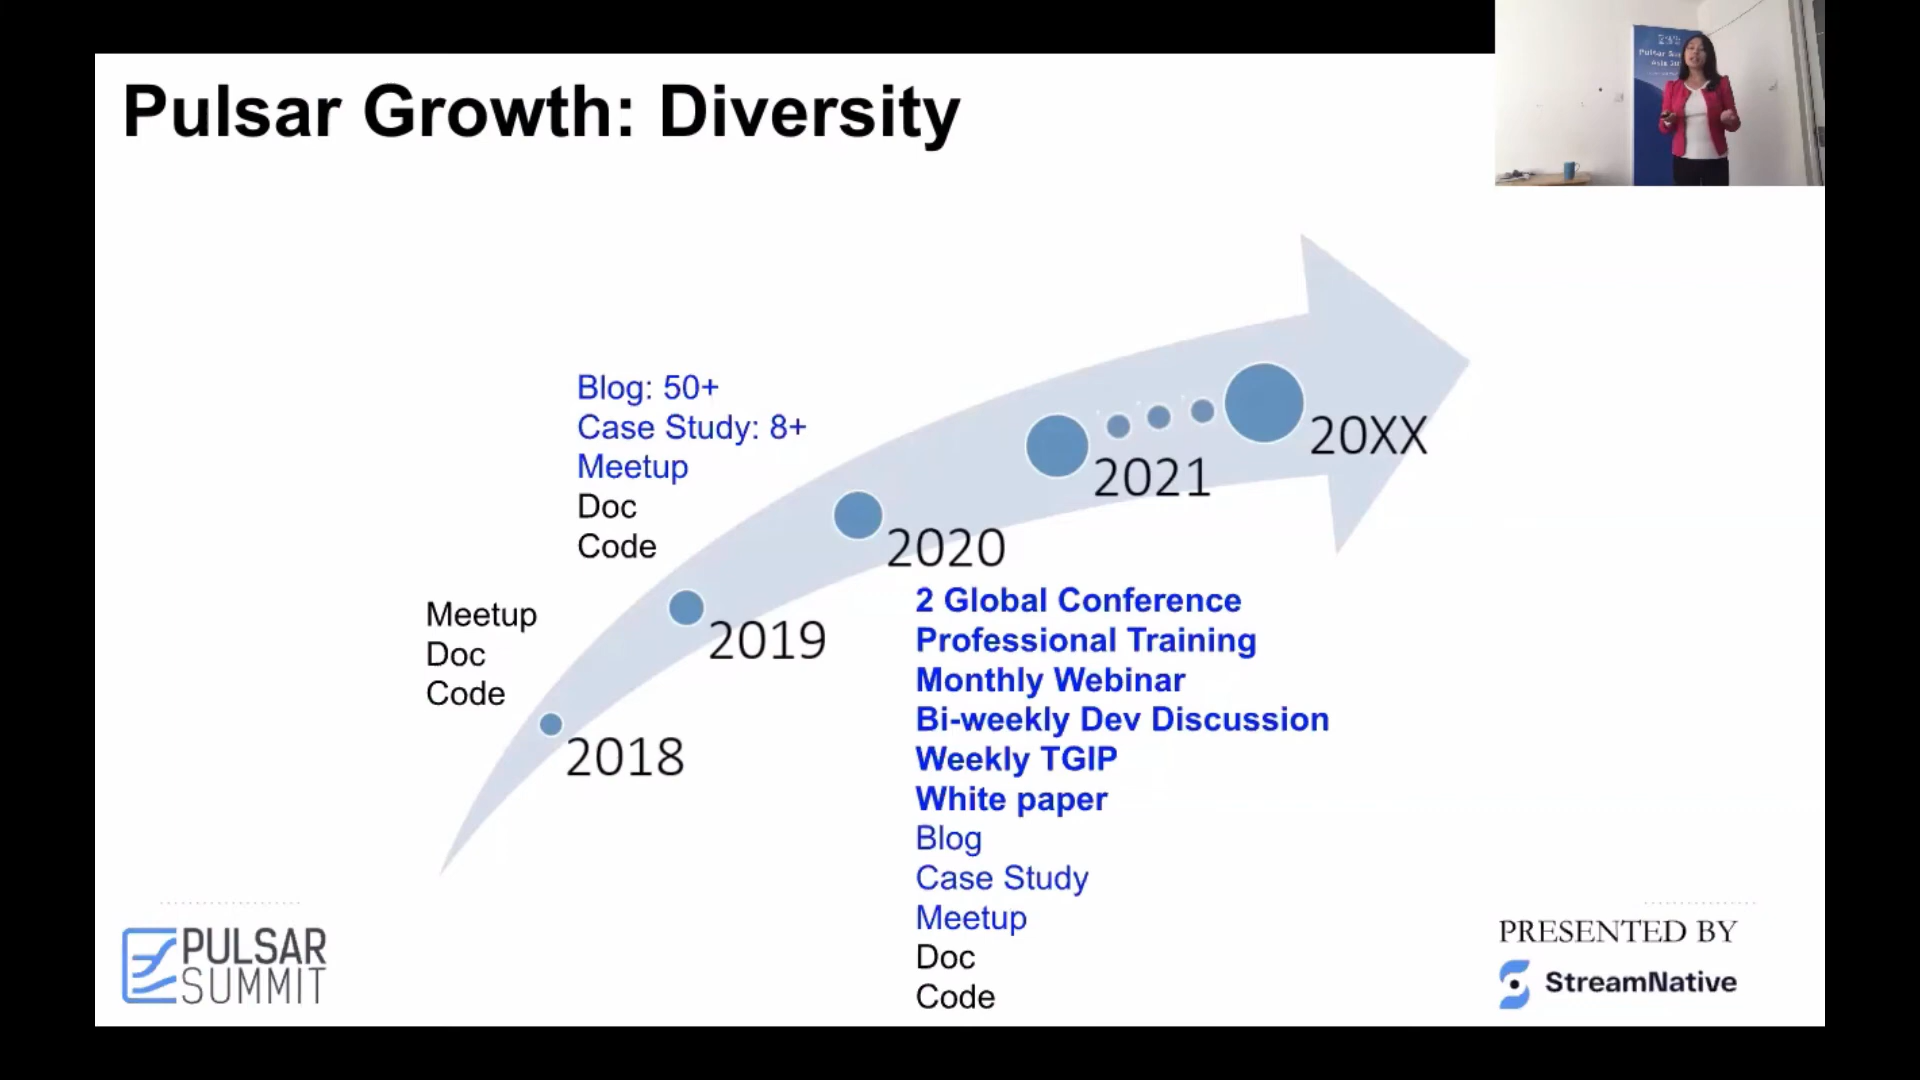 Pulsar Growth: Diversity
Blog: 50+
Case Study: 8+
Meetup
Doc
Code
Meetup
Doc
Code
2018
2019
2020
2021
20XX
2 Global Conference
Professional Training
Monthly Webinar
Bi-weekly Dev Discussion
Weekly TGIP
White paper
Blog
Case Study
Meetup
Doc
Code
PULSAR
SUMMIT
PRESENTED BY
StreamNative